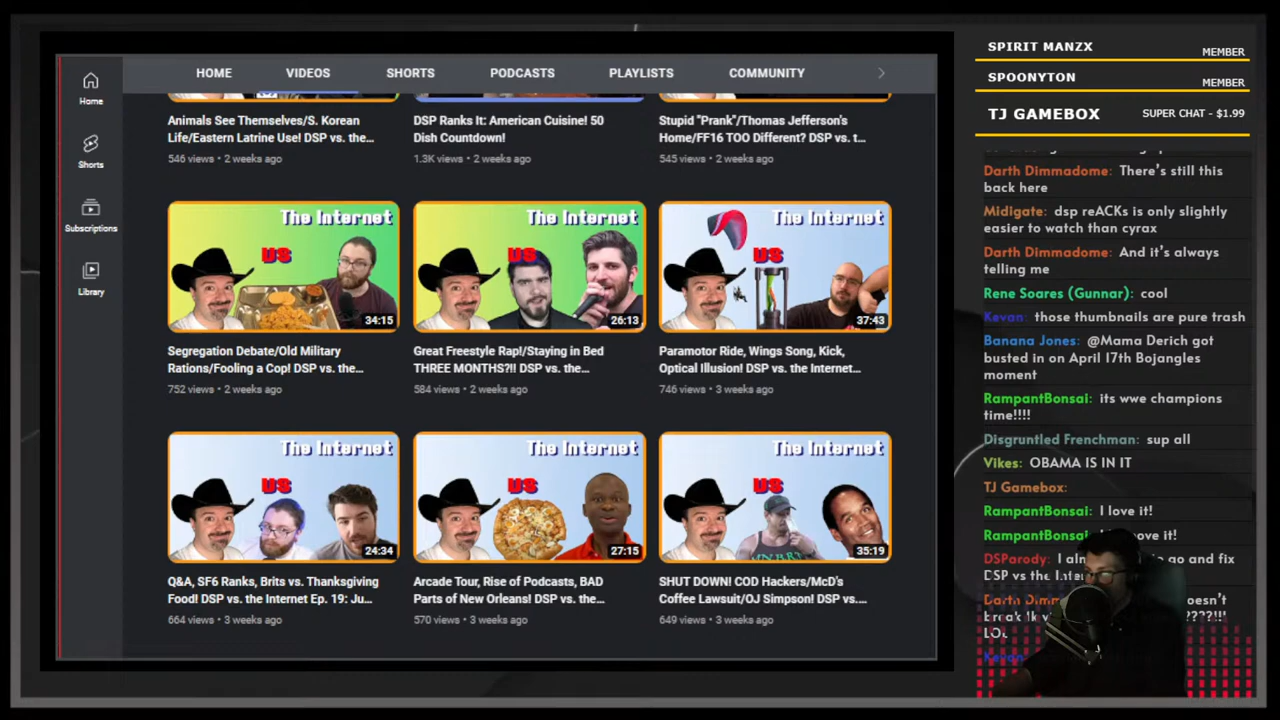 HOME
VIDEOS
SHORTS
PODCASTS
PLAYLISTS
COMMUNITY
Home
Shorts
Subscriptions
Library
Animals See Themselves/S. Korean
Life/Eastern Latrine Use! DSP vs. the...
546 views • 2 weeks ago
DSP Ranks It: American Cuisine! 50
Dish Countdown!
1.3K views • 2 weeks ago
Stupid "Prank"/Thomas Jefferson's
Home/FF16 TOO Different? DSP vs. t...
545 views • 2 weeks ago
The Internet
VS
34:15
Segregation Debate/Old Military
Rations/Fooling a Cop! DSP vs. the...
752 views • 2 weeks ago
The Internet
VS
26:13
Great Freestyle Rap!/Staying in Bed
THREE MONTHS?!! DSP vs. the...
584 views • 2 weeks ago
The Internet
VS
37:43
Paramotor Ride, Wings Song, Kick,
Optical Illusion! DSP vs. the Internet...
746 views • 3 weeks ago
The Internet
VS
24:34
Q&A, SF6 Ranks, Brits vs. Thanksgiving
Food! DSP vs. the Internet Ep. 19: Ju...
664 views • 3 weeks ago
The Internet
VS
27:15
Arcade Tour, Rise of Podcasts, BAD
Parts of New Orleans! DSP vs. the...
570 views • 3 weeks ago
The Internet
VS
35:19
SHUT DOWN! COD Hackers/McD's
Coffee Lawsuit/OJ Simpson! DSP vs....
649 views • 3 weeks ago
SPIRIT MANZX MEMBER
SPOONYTON MEMBER
TJ GAMEBOX SUPER CHAT - $1.99
Darth Dimmadome: There's still this
back here
Midigate: dsp reACKs is only slightly
easier to watch than cyrax
Darth Dimmadome: And it's always
telling me
Rene Soares (Gunnar): cool
Kevan: those thumbnails are pure trash
Banana Jones: @Mama Derich got
busted in on April 17th Bojangles
moment
RampantBonsai: its wwe champions
time!!!!
Disgruntled Frenchman: sup all
Vikes: OBAMA IS IN IT
TJ Gamebox:
RampantBonsai: I love it!
RampantBonsai: it!
DSParody: I go and fix
DSP vs the
Darth
LOL
Kevan